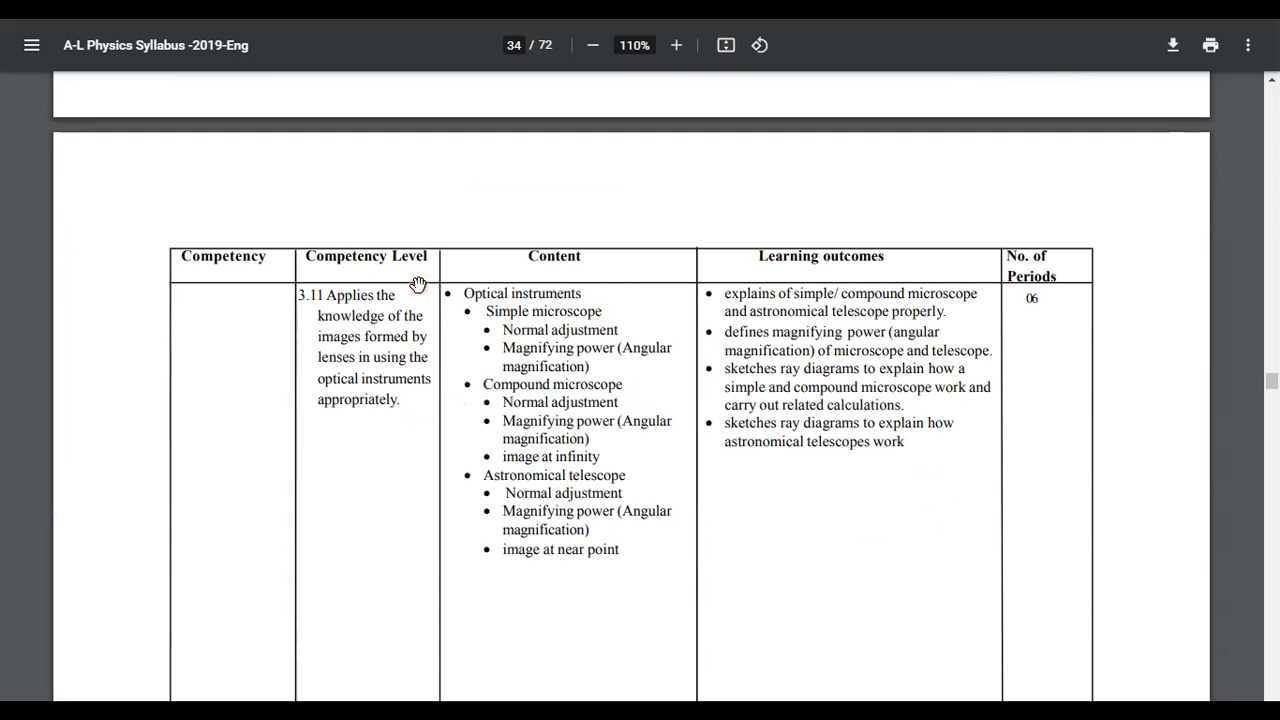 A-L Physics Syllabus -2019-Eng
34 / 72
110%
Competency
Competency Level
Content
Learning outcomes
No. of
Periods
3.11 Applies the
knowledge of the
images formed by
lenses in using the
optical instruments
appropriately.
• Optical instruments
• Simple microscope
• Normal adjustment
• Magnifying power (Angular
magnification)
• Compound microscope
• Normal adjustment
• Magnifying power (Angular
magnification)
• image at infinity
• Astronomical telescope
• Normal adjustment
• Magnifying power (Angular
magnification)
• image at near point
• explains of simple/ compound microscope
and astronomical telescope properly.
• defines magnifying power (angular
magnification) of microscope and telescope.
• sketches ray diagrams to explain how a
simple and compound microscope work and
carry out related calculations.
• sketches ray diagrams to explain how
astronomical telescopes work
06